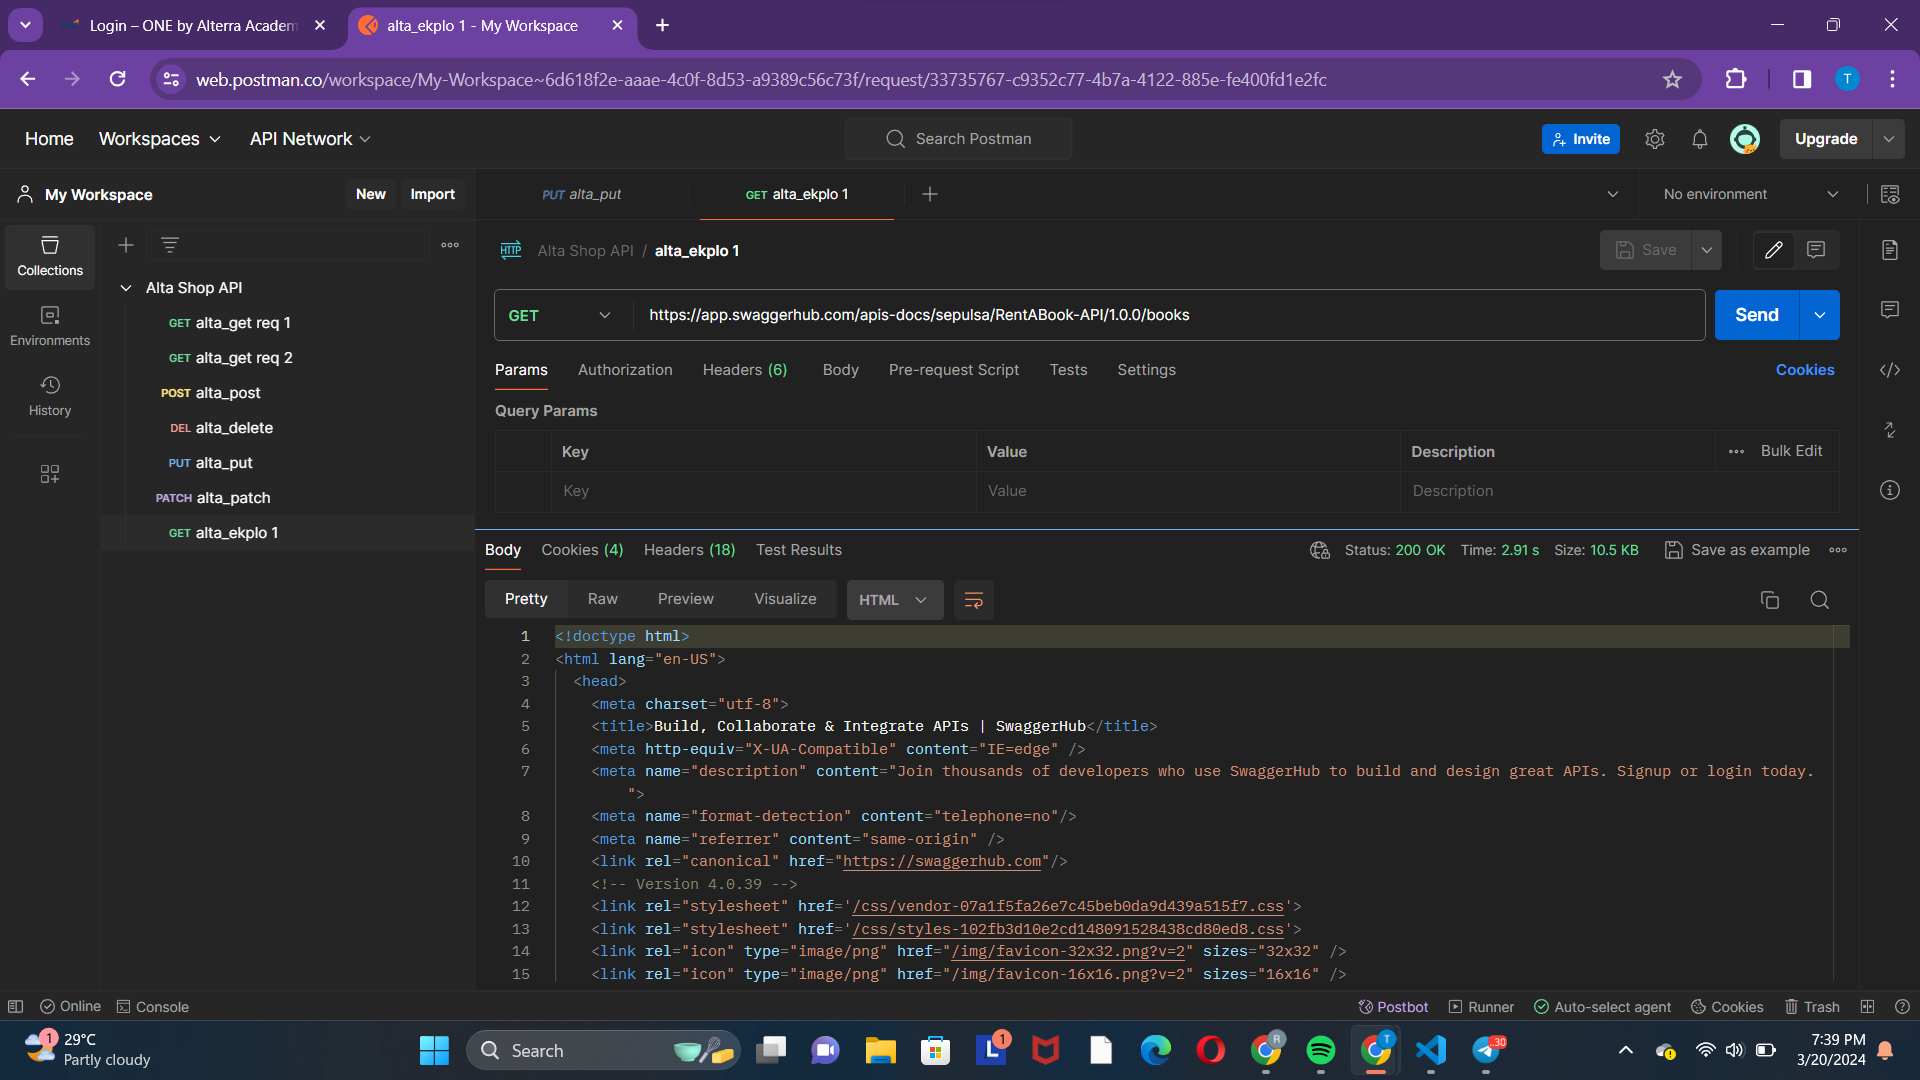 Login – ONE by Alterra Academ
alta_ekplo 1 - My Workspace
web.postman.co/workspace/My-Workspace~6d618f2e-aaae-4c0f-8d53-a9389c56c73f/request/33735767-c9352c77-4b7a-4122-885e-fe400fd1e2fc
T
Home Workspaces API Network Search Postman Invite Upgrade
My Workspace New Import
PUT alta_put GET alta_ekplo 1 No environment
Collections
Environments
History
Alta Shop API
GET alta_get req 1
GET alta_get req 2
POST alta_post
DEL alta_delete
PUT alta_put
PATCH alta_patch
GET alta_ekplo 1
HTTP Alta Shop API / alta_ekplo 1 Save
GET https://app.swaggerhub.com/apis-docs/sepulsa/RentABook-API/1.0.0/books Send
Params Authorization Headers (6) Body Pre-request Script Tests Settings Cookies
Query Params
Key Value Description Bulk Edit
Key Value Description
Body Cookies (4) Headers (18) Test Results Status: 200 OK Time: 2.91 s Size: 10.5 KB Save as example
Pretty Raw Preview Visualize HTML
1 <!doctype html>
2 <html lang="en-US">
3 <head>
4 <meta charset="utf-8">
5 <title>Build, Collaborate & Integrate APIs | SwaggerHub</title>
6 <meta http-equiv="X-UA-Compatible" content="IE=edge" />
7 <meta name="description" content="Join thousands of developers who use SwaggerHub to build and design great APIs. Signup or login today.
">
8 <meta name="format-detection" content="telephone=no"/>
9 <meta name="referrer" content="same-origin" />
10 <link rel="canonical" href="https://swaggerhub.com"/>
11 <!-- Version 4.0.39 -->
12 <link rel="stylesheet" href='/css/vendor-07a1f5fa26e7c45beb0da9d439a515f7.css'>
13 <link rel="stylesheet" href='/css/styles-102fb3d10e2cd148091528438cd80ed8.css'>
14 <link rel="icon" type="image/png" href="/img/favicon-32x32.png?v=2" sizes="32x32" />
15 <link rel="icon" type="image/png" href="/img/favicon-16x16.png?v=2" sizes="16x16" />
Online Console Postbot Runner Auto-select agent Cookies Trash
1 29°C
Partly cloudy
Search
L 1
R
T
..30
7:39 PM
3/20/2024